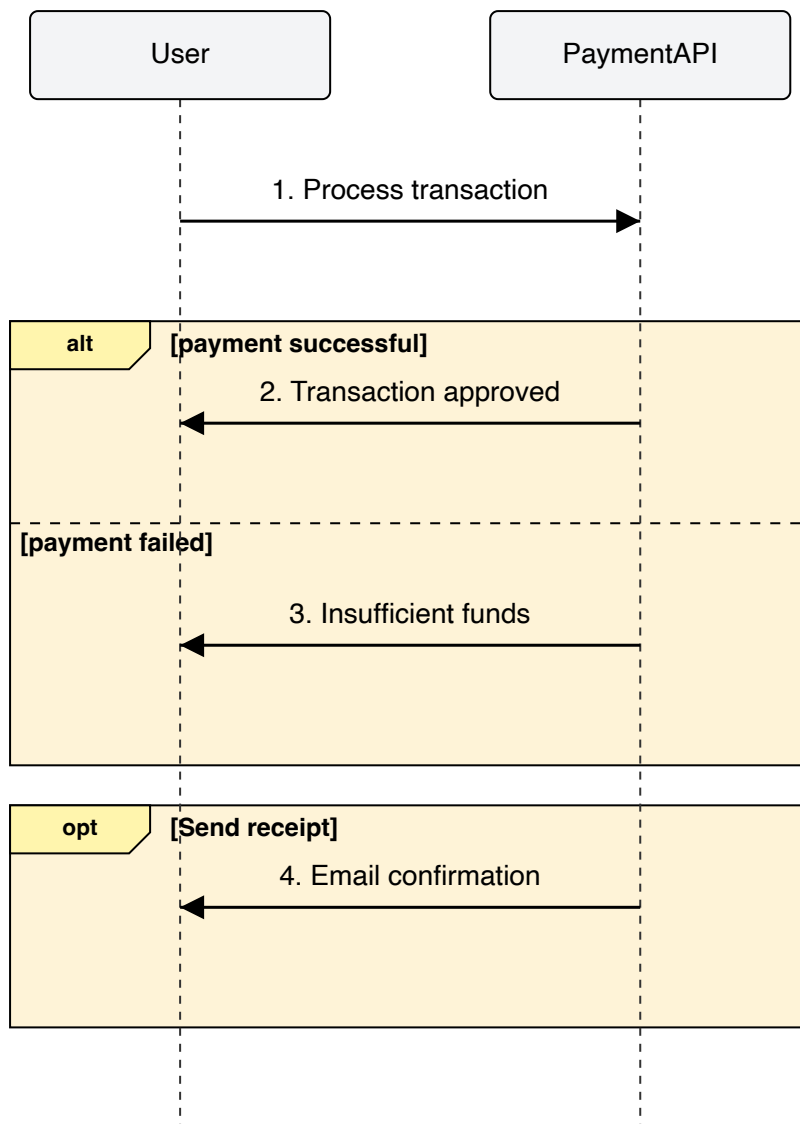 User
PaymentAPI
1. Process transaction
alt
[payment successful]
2. Transaction approved
[payment failed]
3. Insufficient funds
opt
[Send receipt]
4. Email confirmation